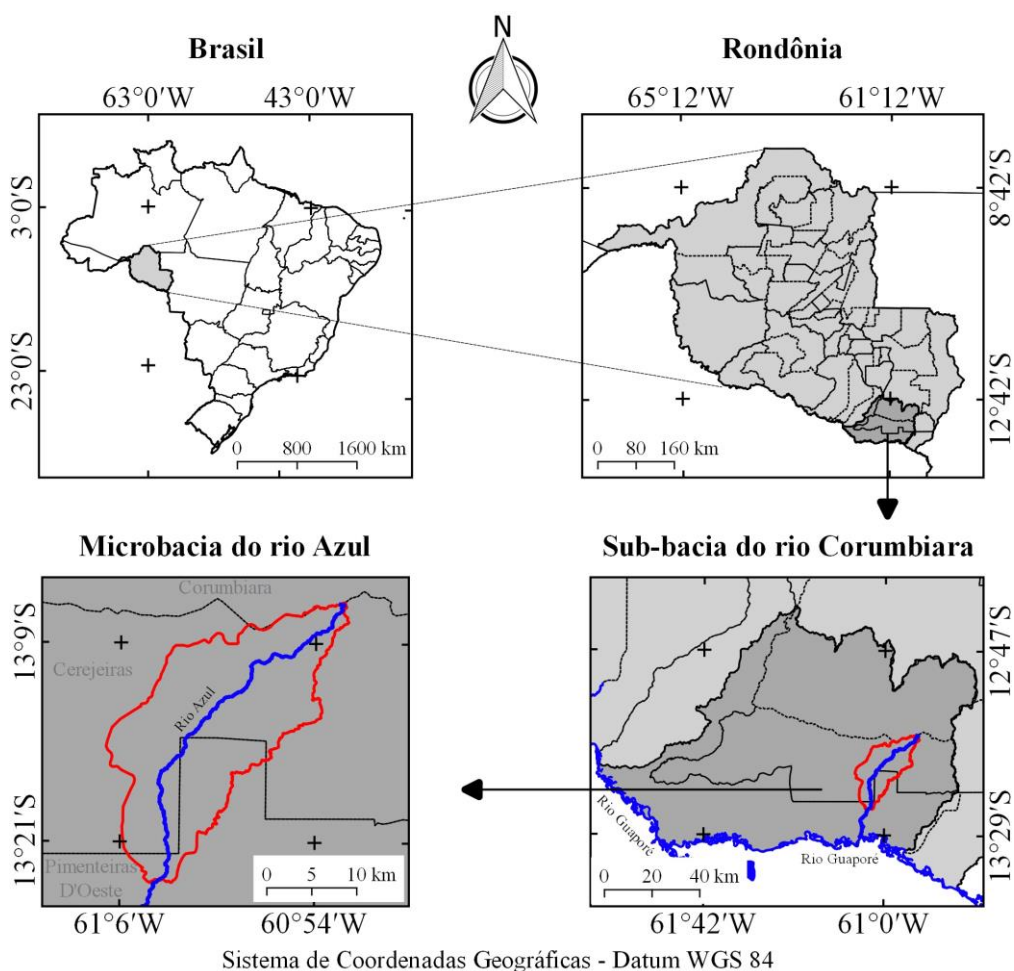 N
Brasil
Rondônia
63°0'W 43°0'W
65°12'W 61°12'W
3°0'S
23°0'S
8°42'S
12°42'S
0 800 1600 km
0 80 160 km
Microbacia do rio Azul
Sub-bacia do rio Corumbiara
Corumbiara
Cerejeiras
Rio Azul
Pimenteiras
D'Oeste
13°9'S
13°21'S
0 5 10 km
61°6'W 60°54'W
12°47'S
13°29'S
Rio Guaporé
Rio Guaporé
0 20 40 km
61°42'W 61°0'W
Sistema de Coordenadas Geográficas - Datum WGS 84